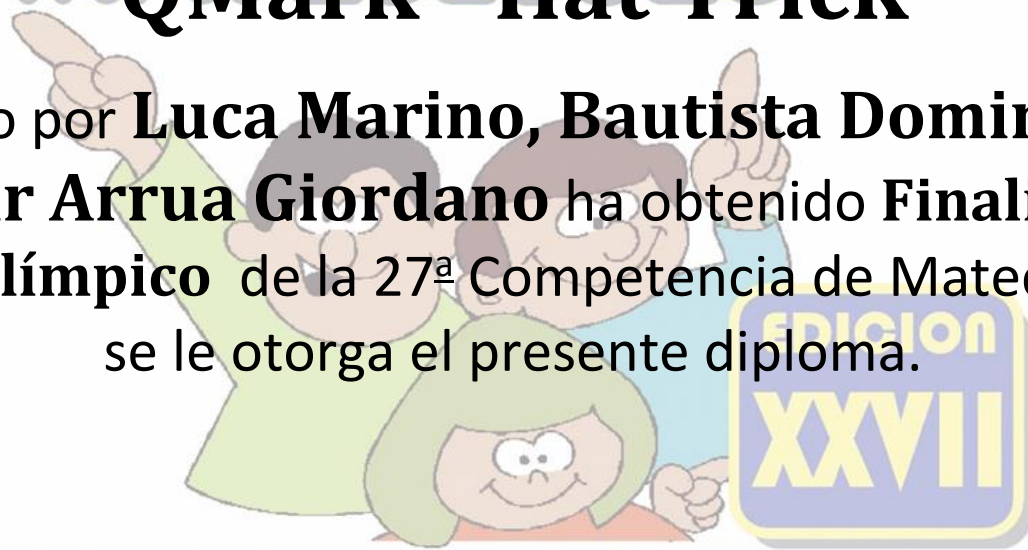 QMark Hat Trick
o por Luca Marino, Bautista Domin
r Arrua Giordano ha obtenido Finali
límpico de la 27ª Competencia de Mate
se le otorga el presente diploma.
EDICION
XXVII